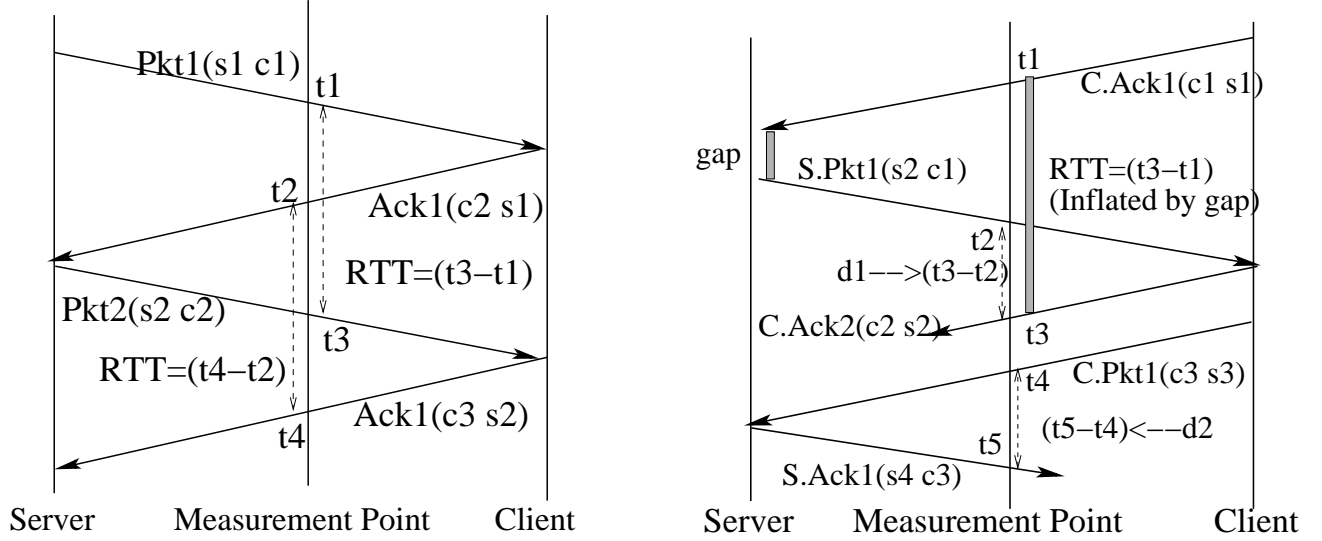 Pkt1(s1 c1)
t1
t2
Ack1(c2 s1)
RTT=(t3−t1)
Pkt2(s2 c2)
t3
RTT=(t4−t2)
Ack1(c3 s2)
t4
Server
Measurement Point
Client
t1
C.Ack1(c1 s1)
gap
S.Pkt1(s2 c1)
RTT=(t3−t1)
(Inflated by gap)
t2
d1−−>(t3−t2)
C.Ack2(c2 s2)
t3
t4
C.Pkt1(c3 s3)
(t5−t4)<−−d2
t5
S.Ack1(s4 c3)
Server
Measurement Point
Client